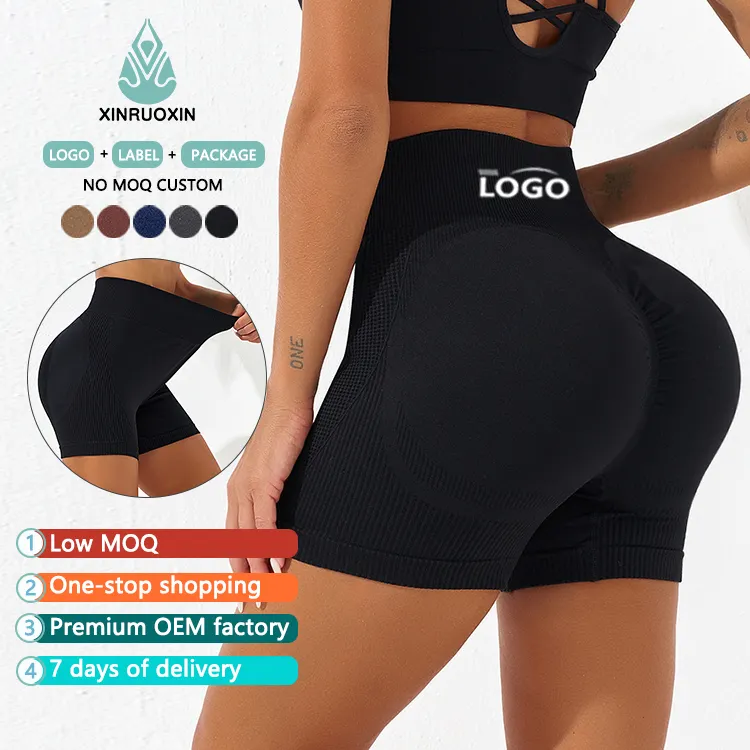 XINRUOXIN
LOGO + LABEL + PACKAGE
NO MOQ CUSTOM
LOGO
ONE
1 Low MOQ
2 One-stop shopping
3 Premium OEM factory
4 7 days of delivery